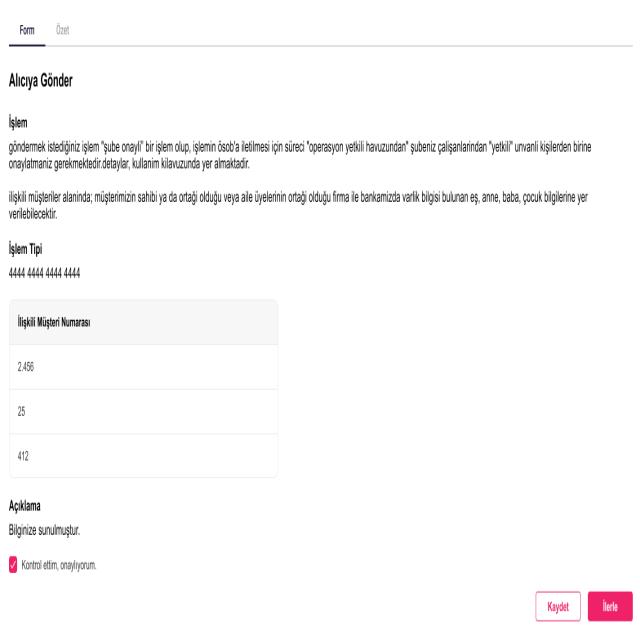 Form Özet
Alıcıya Gönder
İşlem
göndermek istediğiniz işlem "şube onayli" bir işlem olup, işlemin ösob'a iletilmesi için süreci "operasyon yetkili havuzundan" şubeniz çalışanlarindan "yetkili" unvanli kişilerden birine
onaylatmaniz gerekmektedir.detaylar, kullanim kilavuzunda yer almaktadir.
ilişkili müşteriler alaninda; müşterimizin sahibi ya da ortaği olduğu veya aile üyelerinin ortaği olduğu firma ile bankamizda varlik bilgisi bulunan eş, anne, baba, çocuk bilgilerine yer
verilebilecektir.
İşlem Tipi
4444 4444 4444 4444
İlişkili Müşteri Numarası
2.456
25
412
Açıklama
Bilginize sunulmuştur.
Kontrol ettim, onaylıyorum.
Kaydet İlerle